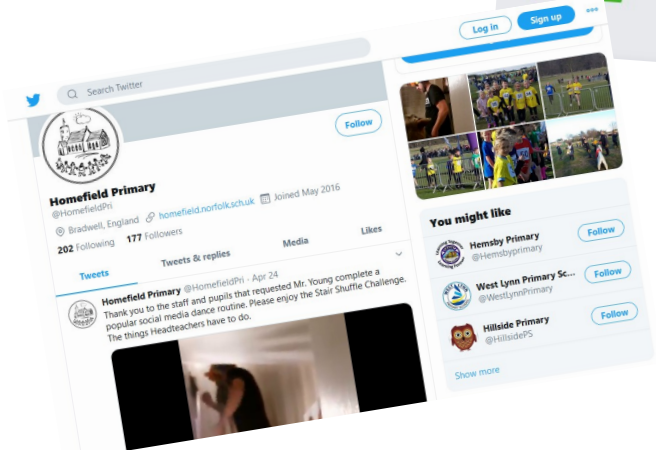 Log in
Sign up
Search Twitter
Follow
Homefield Primary
@HomefieldPri
Bradwell, England homefield.norfolk.sch.uk Joined May 2016
202 Following 177 Followers
Tweets Tweets & replies Media Likes
Homefield Primary @HomefieldPri · Apr 24
Thank you to the staff and pupils that requested Mr. Young complete a
popular social media dance routine. Please enjoy the Stair Shuffle Challenge.
The things Headteachers have to do.
You might like
Hemsby Primary
@Hemsbyprimary
Follow
West Lynn Primary Sc...
@WestLynnPrimary
Follow
Hillside Primary
@HillsidePS
Follow
Show more